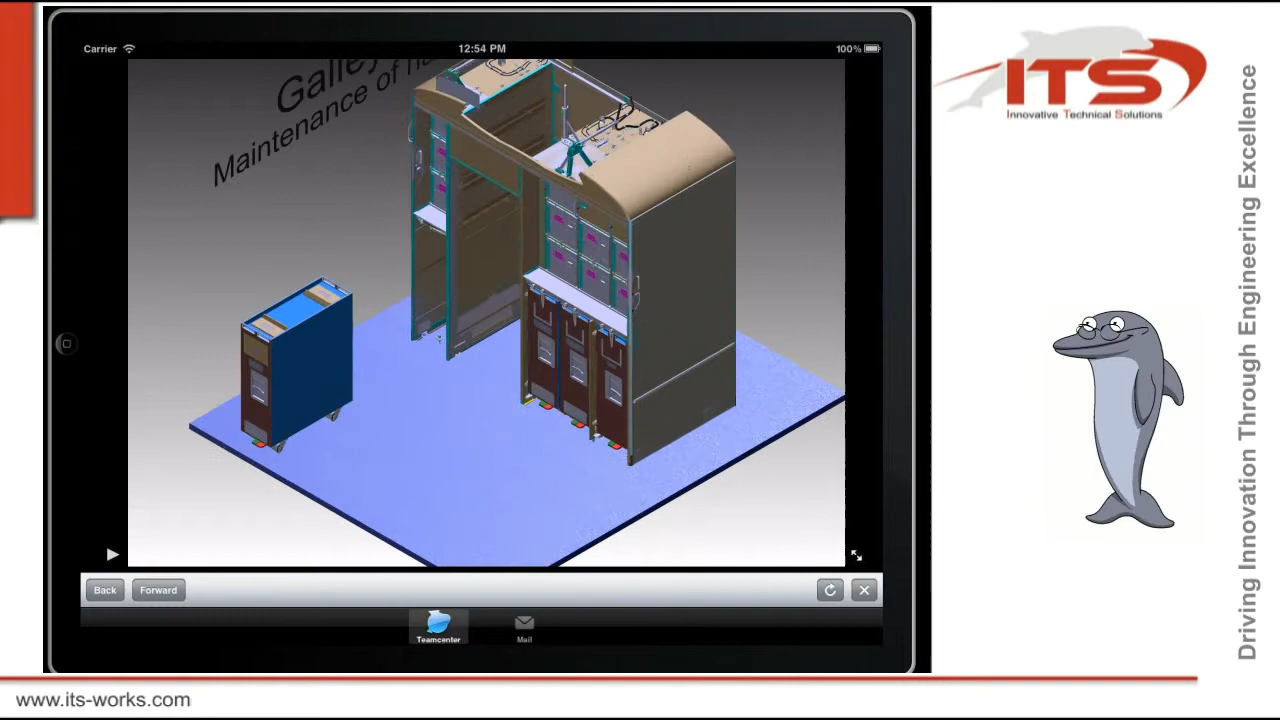 Carrier
12:54 PM
100%
Galley
Maintenance of
Back
Forward
Teamcenter
Mail
ITS
Innovative Technical Solutions
Driving Innovation Through Engineering Excellence
www.its-works.com